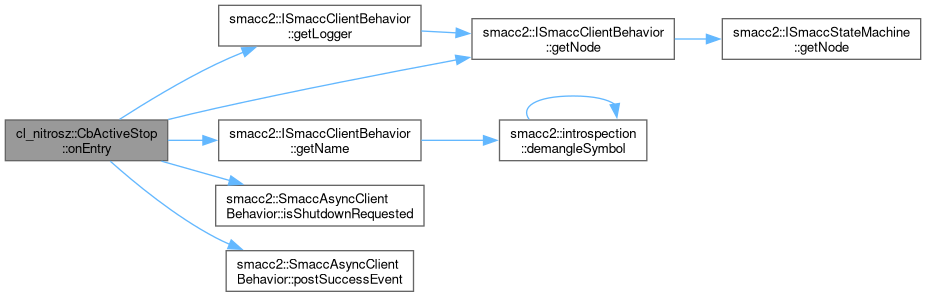 smacc2::ISmaccClientBehavior
::getLogger
smacc2::ISmaccClientBehavior
::getNode
smacc2::ISmaccStateMachine
::getNode
cl_nitrosz::CbActiveStop
::onEntry
smacc2::ISmaccClientBehavior
::getName
smacc2::introspection
::demangleSymbol
smacc2::SmaccAsyncClient
Behavior::isShutdownRequested
smacc2::SmaccAsyncClient
Behavior::postSuccessEvent